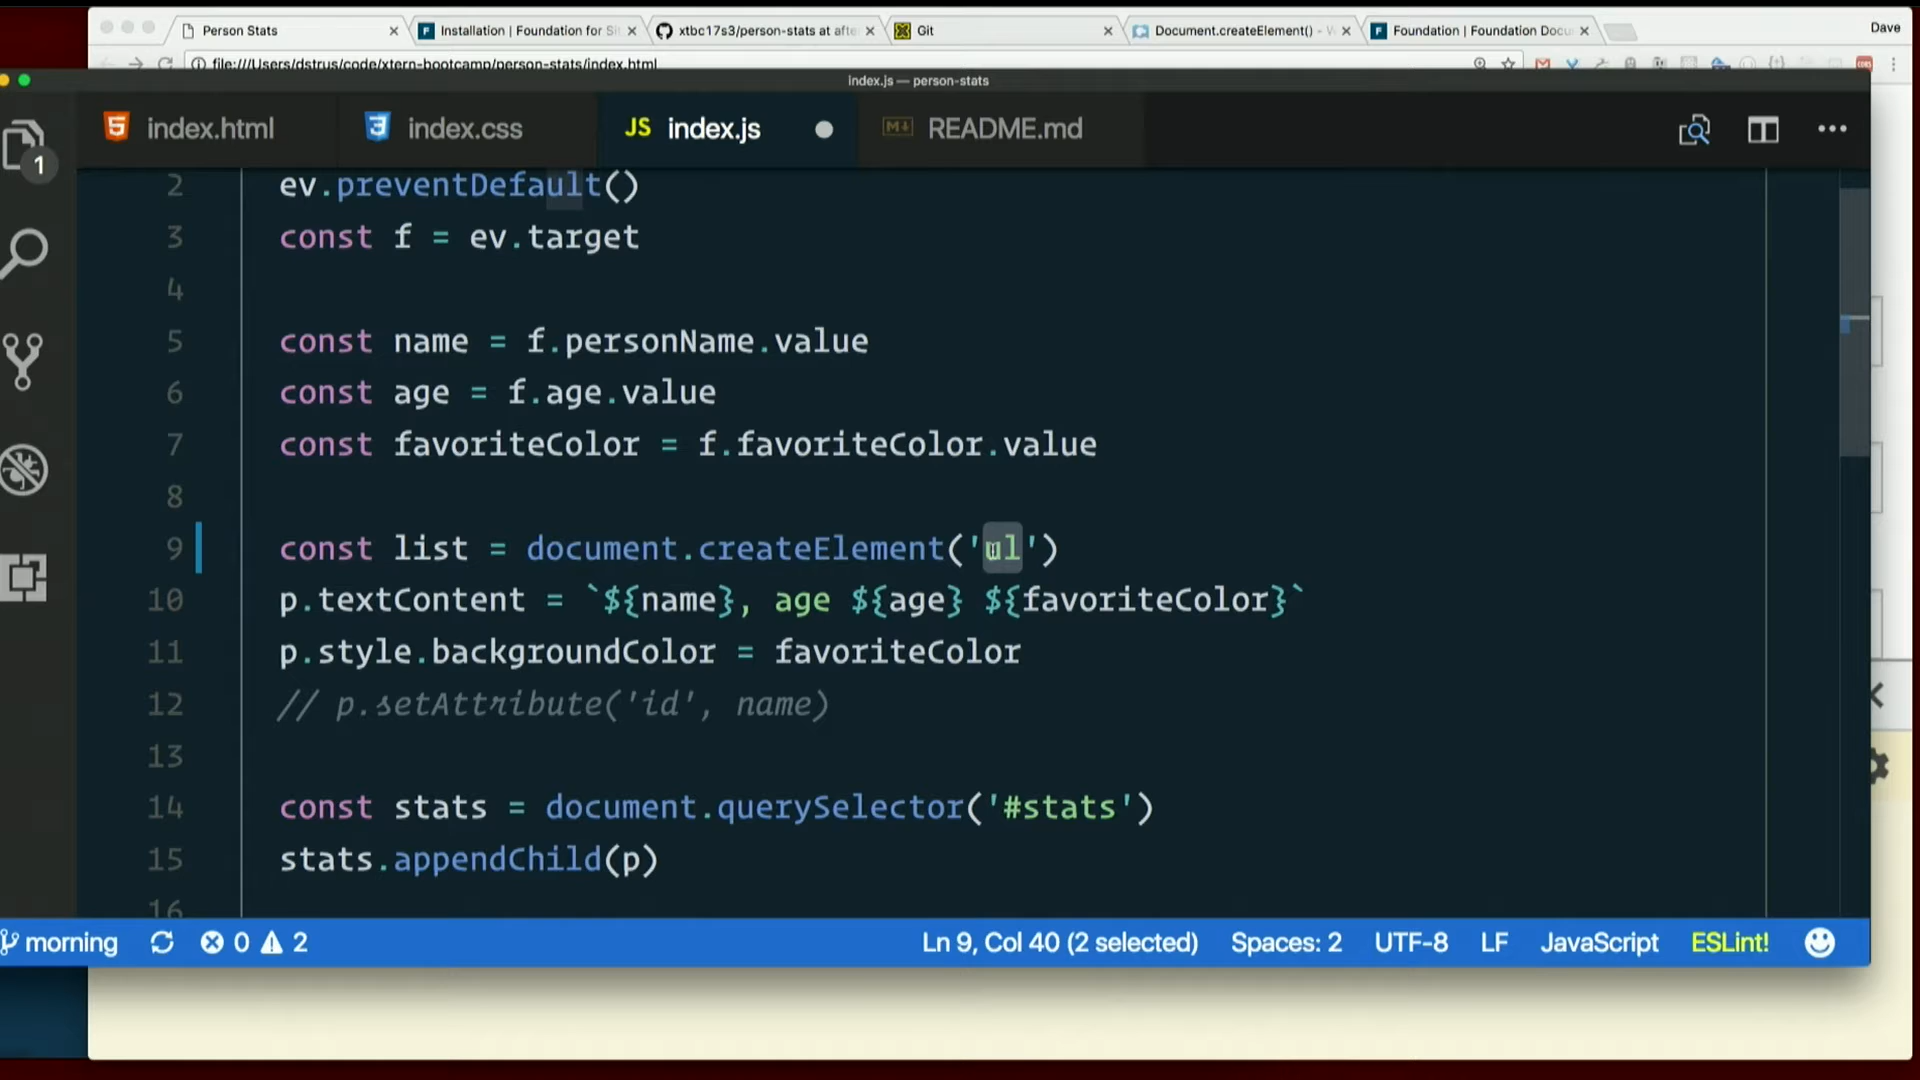 Person Stats
Installation | Foundation for Si
xtbc17s3/person-stats at afte
Git
Document.createElement() - 
Foundation | Foundation Docu
Dave
file:///Users/dstrus/code/xtern-bootcamp/person-stats/index.html
index.js — person-stats
index.html
index.css
JS index.js
M↓ README.md
1
2 ev.preventDefault()
3 const f = ev.target
4
5 const name = f.personName.value
6 const age = f.age.value
7 const favoriteColor = f.favoriteColor.value
8
9 const list = document.createElement('ul')
10 p.textContent = `${name}, age ${age} ${favoriteColor}`
11 p.style.backgroundColor = favoriteColor
12 // p.setAttribute('id', name)
13
14 const stats = document.querySelector('#stats')
15 stats.appendChild(p)
16
morning 0 2 Ln 9, Col 40 (2 selected) Spaces: 2 UTF-8 LF JavaScript ESLint!